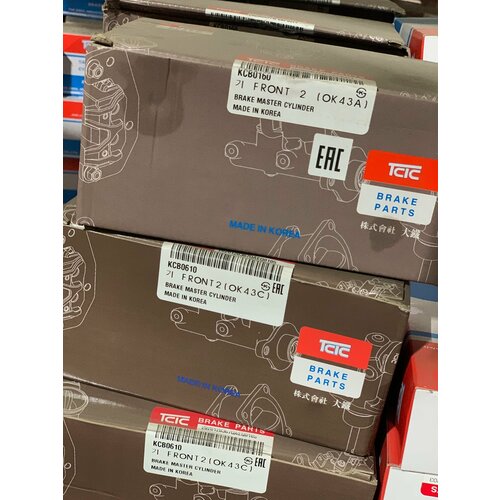 KCB0160
기 FRONT 2 (OK43A)
BRAKE MASTER CYLINDER
MADE IN KOREA
EAC
TCIC
BRAKE
PARTS
MADE IN KOREA
株式會社 大鐵
KCB0610
기 FRONT2(OK43C)
BRAKE MASTER CYLINDER
MADE IN KOREA
EAC
TCIC
BRAKE
PARTS
MADE IN KOREA
株式會社 大鐵
TCIC BRAKE PARTS
KCB0610
기 FRONT2(OK43C)
BRAKE MASTER CYLINDER
MADE IN KOREA
EAC